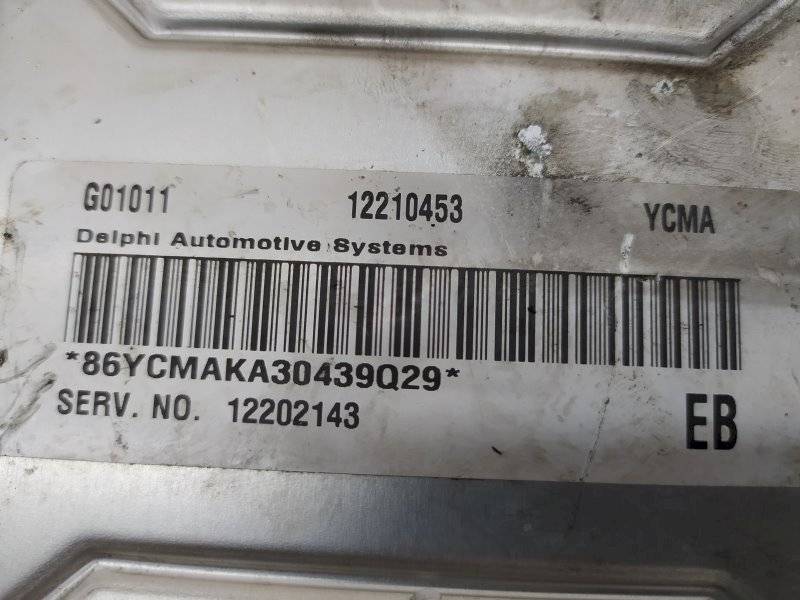 G01011 12210453 YCMA
Delphi Automotive Systems
*86YCMAKA30439Q29*
SERV. NO. 12202143 EB